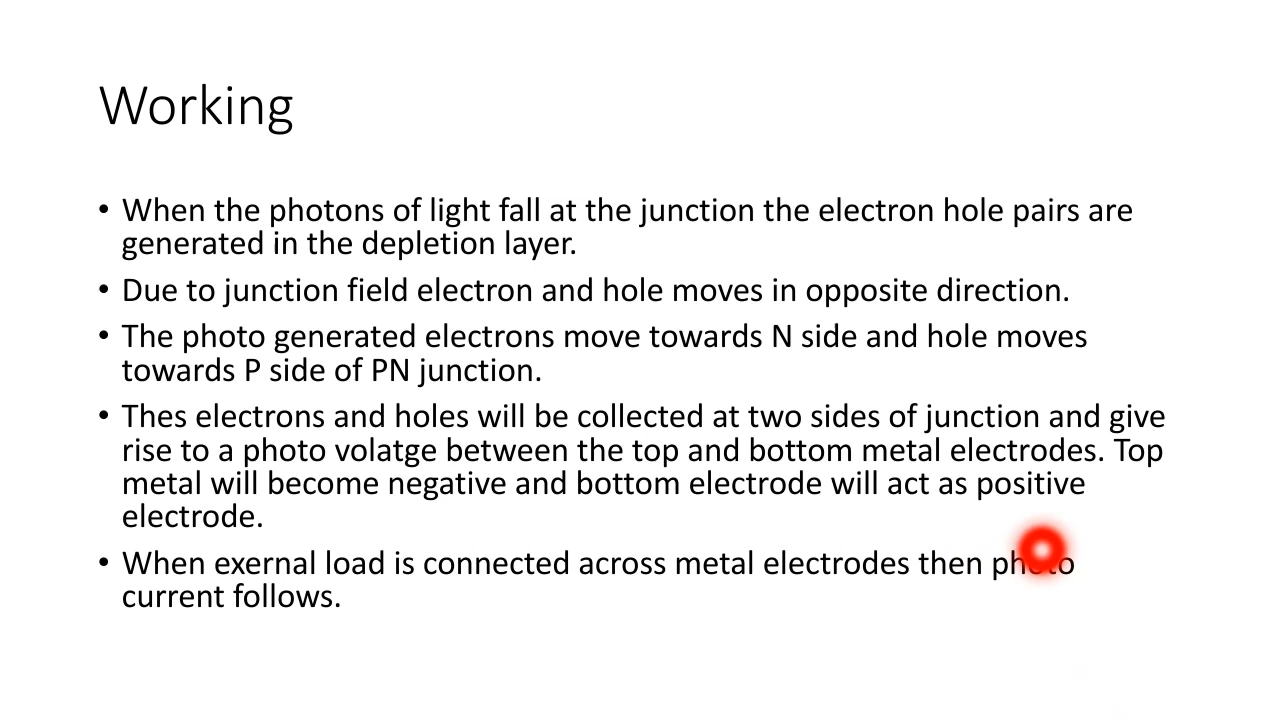 Working
• When the photons of light fall at the junction the electron hole pairs are
generated in the depletion layer.
• Due to junction field electron and hole moves in opposite direction.
• The photo generated electrons move towards N side and hole moves
towards P side of PN junction.
• Thes electrons and holes will be collected at two sides of junction and give
rise to a photo volatge between the top and bottom metal electrodes. Top
metal will become negative and bottom electrode will act as positive
electrode.
• When exernal load is connected across metal electrodes then photo
current follows.